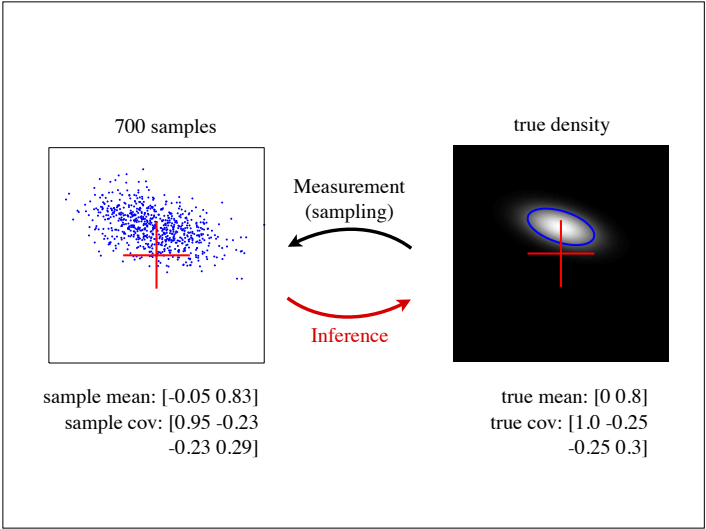 700 samples
true density
Measurement
(sampling)
Inference
sample mean: [-0.05 0.83]
sample cov: [0.95 -0.23
-0.23 0.29]
true mean: [0 0.8]
true cov: [1.0 -0.25
-0.25 0.3]